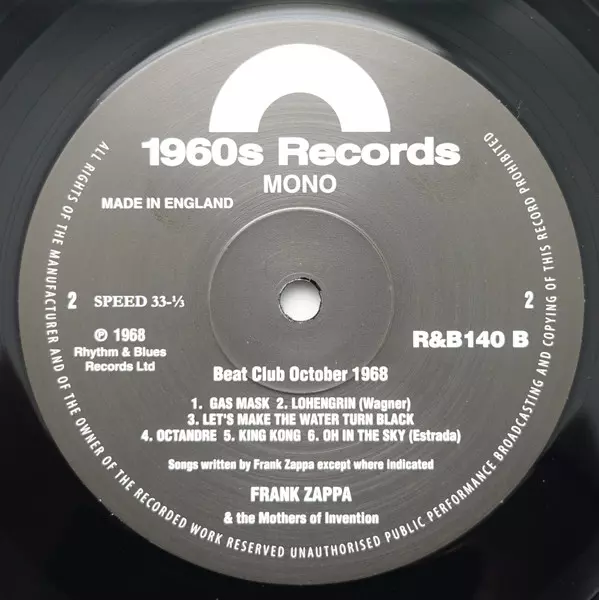 1960s Records
MONO
MADE IN ENGLAND
2 SPEED 33-⅓
2
℗ 1968
Rhythm & Blues
Records Ltd
R&B140 B
Beat Club October 1968
1. GAS MASK 2. LOHENGRIN (Wagner)
3. LET'S MAKE THE WATER TURN BLACK
4. OCTANDRE 5. KING KONG 6. OH IN THE SKY (Estrada)
Songs written by Frank Zappa except where indicated
FRANK ZAPPA
& the Mothers of Invention
ALL RIGHTS OF THE MANUFACTURER AND OF THE OWNER OF THE RECORDED WORK RESERVED UNAUTHORISED PUBLIC PERFORMANCE BROADCASTING AND COPYING OF THIS RECORD PROHIBITED